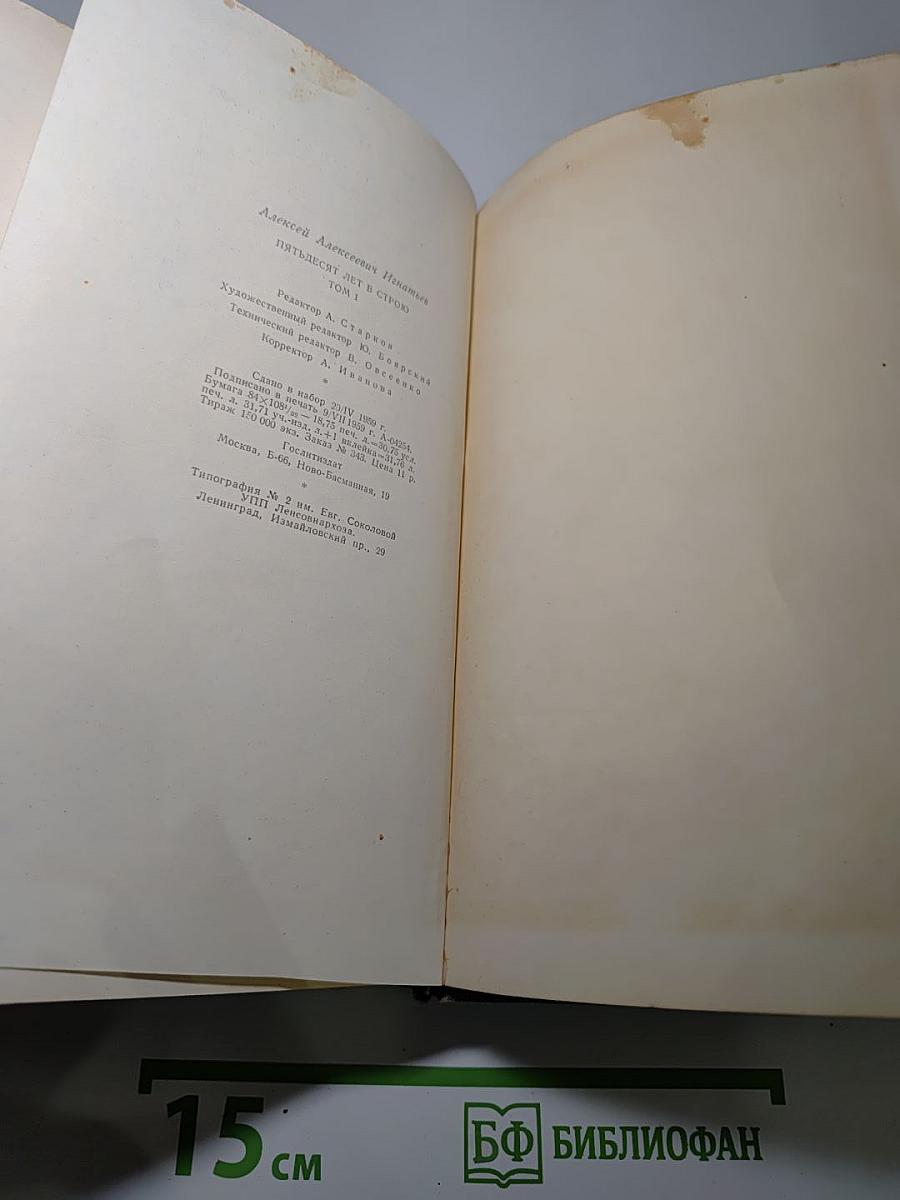 Алексей Алексеевич Игнатьев
ПЯТЬДЕСЯТ ЛЕТ В СТРОЮ
ТОМ 1
Редактор А. Старков
Художественный редактор Ю. Боярский
Технический редактор В. Овсеенко
Корректор А. Иванова
*
Сдано в набор 20/IV 1959 г.
Подписано в печать 9/VII 1959 г. А-04254.
Бумага 84×108¹/₃₂ — 18,75 печ. л.=30,75 усл.
печ. л. 31,71 уч.-изд. л.+1 вклейка=31,76 л.
Тираж 150 000 экз. Заказ № 343. Цена 11 р.
Гослитиздат
Москва, Б-66, Ново-Басманная, 19
*
Типография № 2 им. Евг. Соколовой
УПП Ленсовнархоза.
Ленинград, Измайловский пр., 29
15 см
БФ БИБЛИОФАН